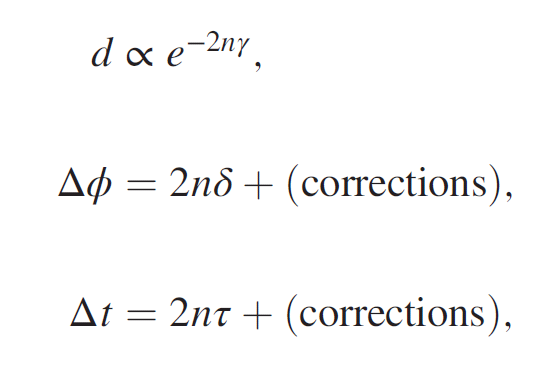 d ∝ e^{−2nγ},
Δϕ = 2nδ + (corrections),
Δt = 2nτ + (corrections),